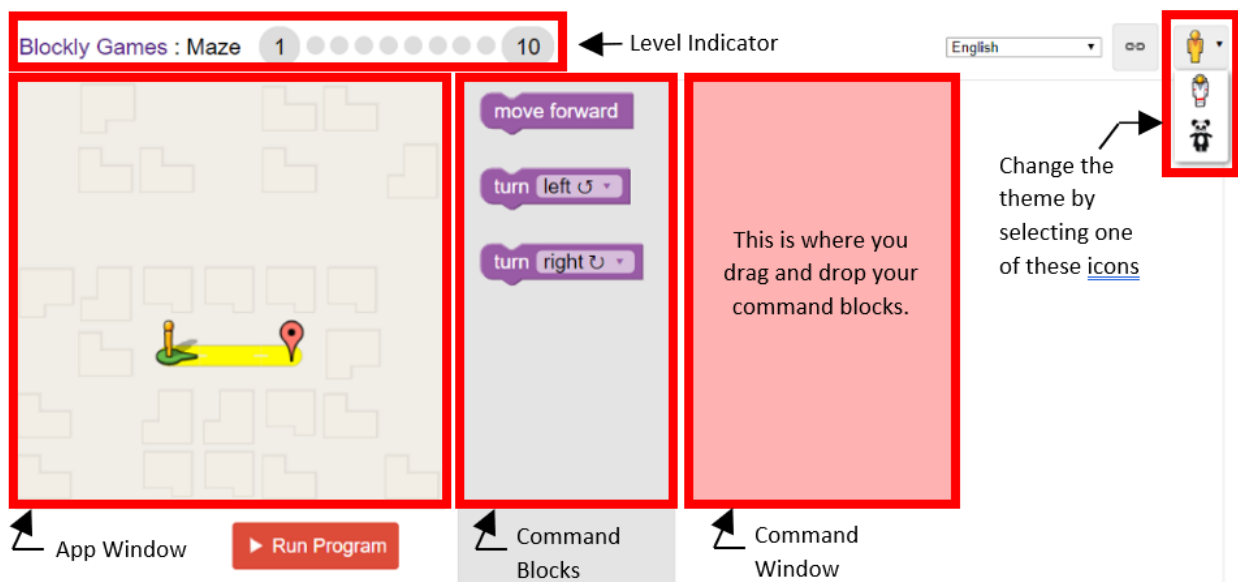 Blockly Games : Maze 1 10
Level Indicator
English
move forward
turn left ↺
turn right ↻
This is where you
drag and drop your
command blocks.
Change the
theme by
selecting one
of these icons
App Window
Run Program
Command
Blocks
Command
Window